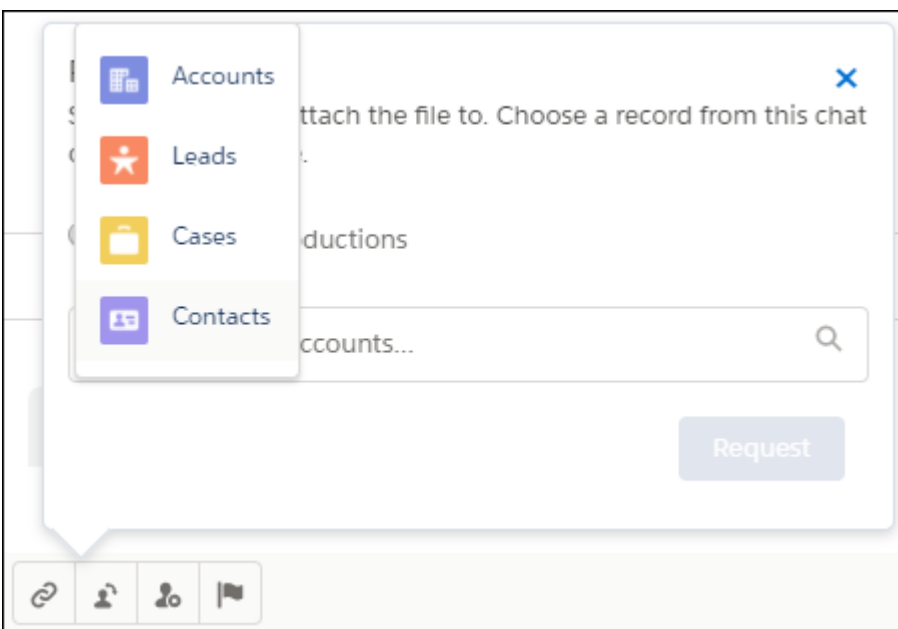 Accounts
ttach the file to. Choose a record from this chat
Leads
Cases
ductions
Contacts
ccounts...
Request